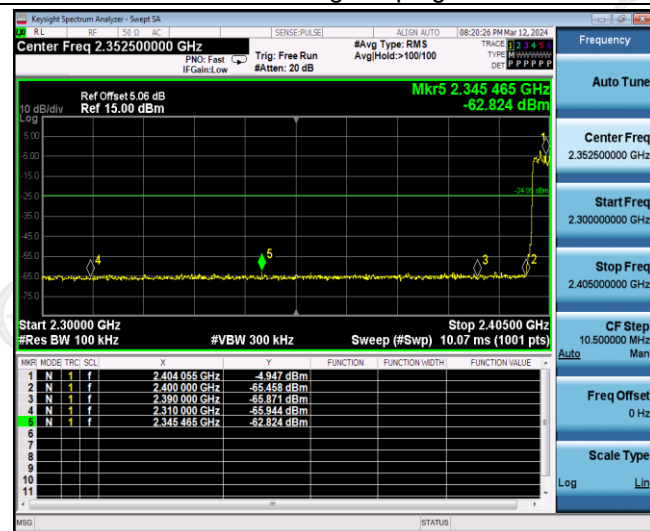 Keysight Spectrum Analyzer - Swept SA
RL RF 50 Ω AC SENSE:PULSE ALIGN AUTO 08:20:26 PM Mar 12, 2024
Center Freq 2.352500000 GHz
#Avg Type: RMS
TRACE 1 2 3 4 5 6
PNO: Fast Trig: Free Run Avg|Hold:>100/100 TYPE MWWWWW
IFGain:Low #Atten: 20 dB DET P P P P P P
Mkr5 2.345 465 GHz
-62.824 dBm
Ref Offset 5.06 dB
10 dB/div Ref 15.00 dBm
Log
5.00
-5.00
-15.0
-25.0
-35.0
-45.0
-55.0
-65.0
-75.0
1
-24.95 dBm
4
5
3
2
Start 2.30000 GHz Stop 2.40500 GHz
#Res BW 100 kHz #VBW 300 kHz Sweep (#Swp) 10.07 ms (1001 pts)
MKR MODE TRC SCL X Y FUNCTION FUNCTION WIDTH FUNCTION VALUE
1 N 1 f 2.404 055 GHz -4.947 dBm
2 N 1 f 2.400 000 GHz -65.458 dBm
3 N 1 f 2.390 000 GHz -65.871 dBm
4 N 1 f 2.310 000 GHz -65.944 dBm
5 N 1 f 2.345 465 GHz -62.824 dBm
6
7
8
9
10
11
MSG STATUS
Frequency
Auto Tune
Center Freq
2.352500000 GHz
Start Freq
2.300000000 GHz
Stop Freq
2.405000000 GHz
CF Step
10.500000 MHz
Auto Man
Freq Offset
0 Hz
Scale Type
Log Lin